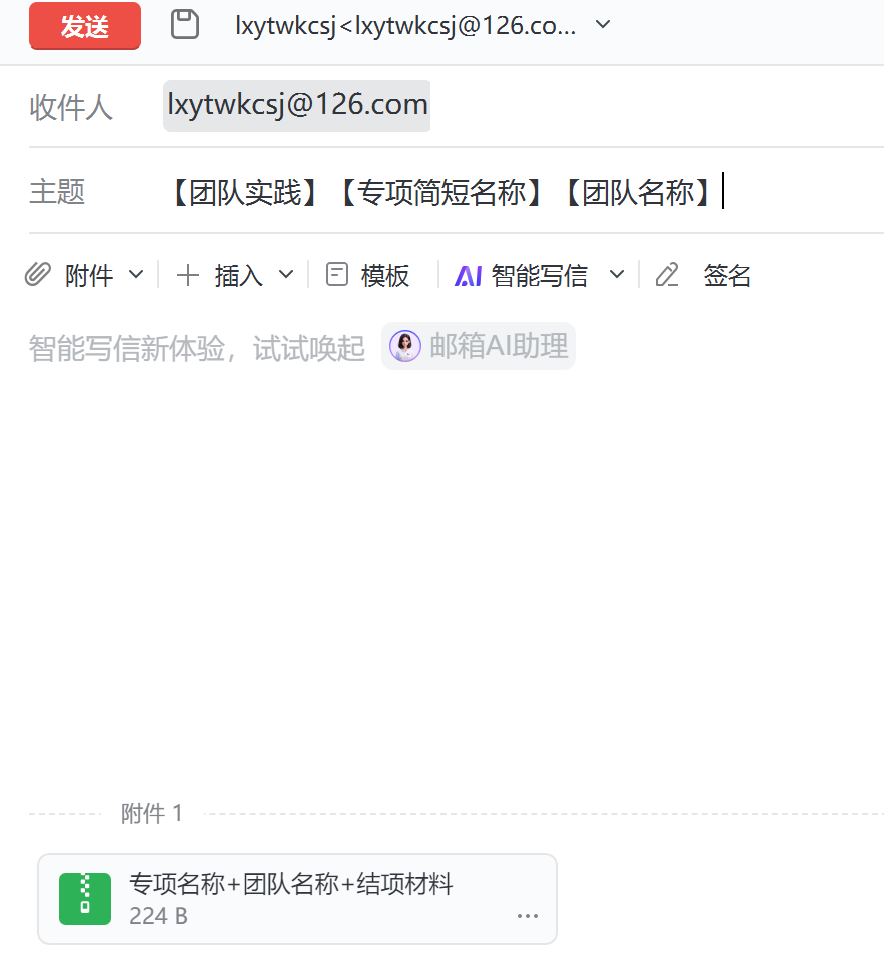 发送 lxytwkcsj<lxytwkcsj@126.co...
收件人 lxytwkcsj@126.com
主题 【团队实践】【专项简短名称】【团队名称】
附件 插入 模板 AI 智能写信 签名
智能写信新体验，试试唤起 邮箱AI助理
附件 1
专项名称+团队名称+结项材料
224 B